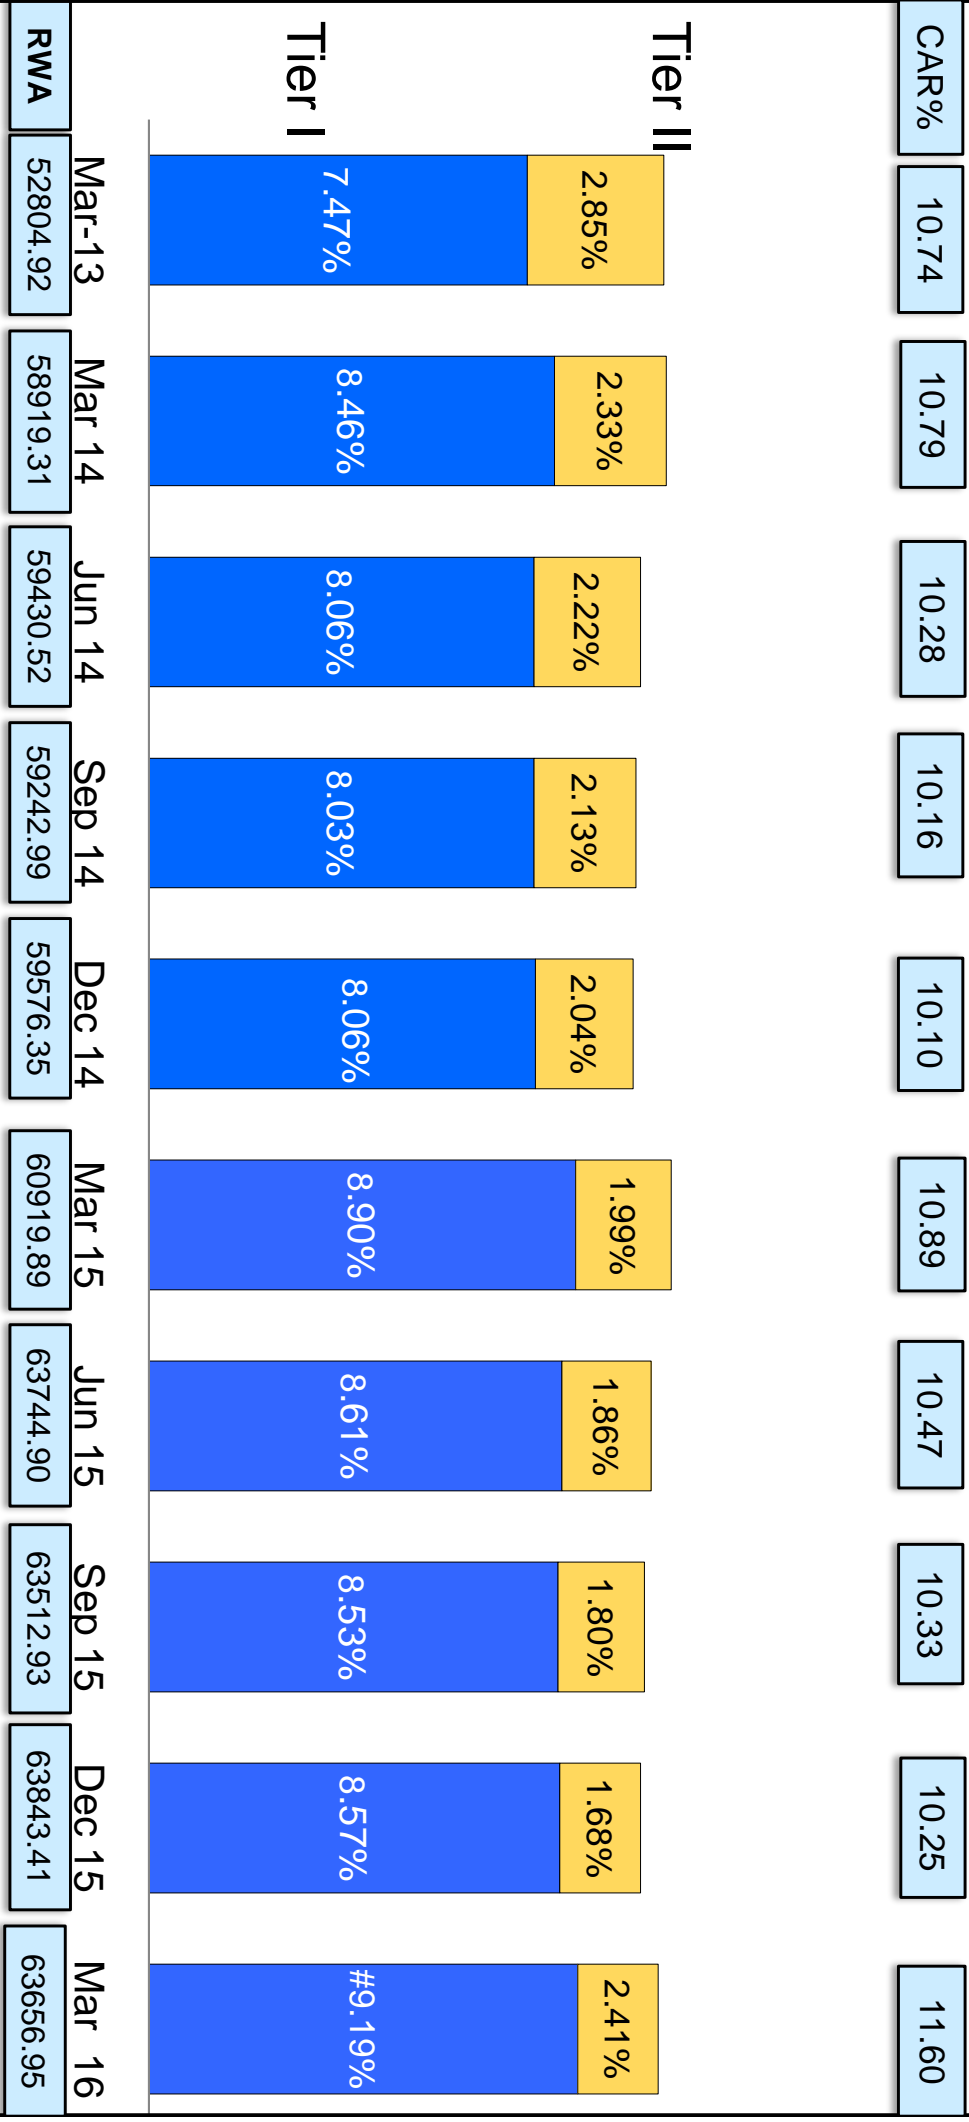 CAR% 10.74 10.79 10.28 10.16 10.10 10.89 10.47 10.33 10.25 11.60
Tier II
2.85% 2.33% 2.22% 2.13% 2.04% 1.99% 1.86% 1.80% 1.68% 2.41%
Tier I
7.47% 8.46% 8.06% 8.03% 8.06% 8.90% 8.61% 8.53% 8.57% #9.19%
Mar-13 Mar 14 Jun 14 Sep 14 Dec 14 Mar 15 Jun 15 Sep 15 Dec 15 Mar 16
RWA 52804.92 58919.31 59430.52 59242.99 59576.35 60919.89 63744.90 63512.93 63843.41 63656.95